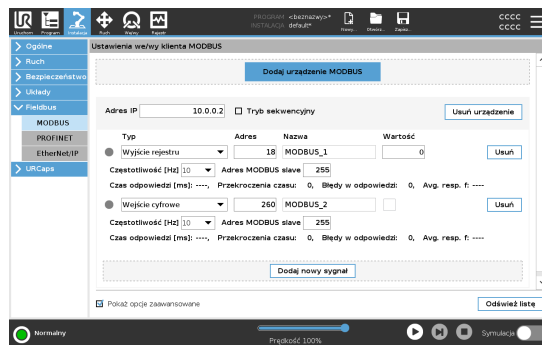 Uruchom Program Instalacja Ruch We/wy Rejestr
PROGRAM <beznazwy>*
INSTALACJA default*
Nowy... Otwórz... Zapisz...
CCCC
CCCC
Ogólne
Ruch
Bezpieczeństwo
Układy
Fieldbus
MODBUS
PROFINET
EtherNet/IP
URCaps
Ustawienia we/wy klienta MODBUS
Dodaj urządzenie MODBUS
Adres IP 10.0.0.2 Tryb sekwencyjny Usuń urządzenie
Typ Adres Nazwa Wartość
Wyjście rejestru 18 MODBUS_1 0 Usuń
Częstotliwość [Hz] 10 Adres MODBUS slave 255
Czas odpowiedzi [ms]: ----, Przekroczenia czasu: 0, Błędy w odpowiedzi: 0, Avg. resp. f: ----
Wejście cyfrowe 260 MODBUS_2 Usuń
Częstotliwość [Hz] 10 Adres MODBUS slave 255
Czas odpowiedzi [ms]: ----, Przekroczenia czasu: 0, Błędy w odpowiedzi: 0, Avg. resp. f: ----
Dodaj nowy sygnał
Pokaż opcje zaawansowane Odśwież listę
Normalny Prędkość 100% Symulacja